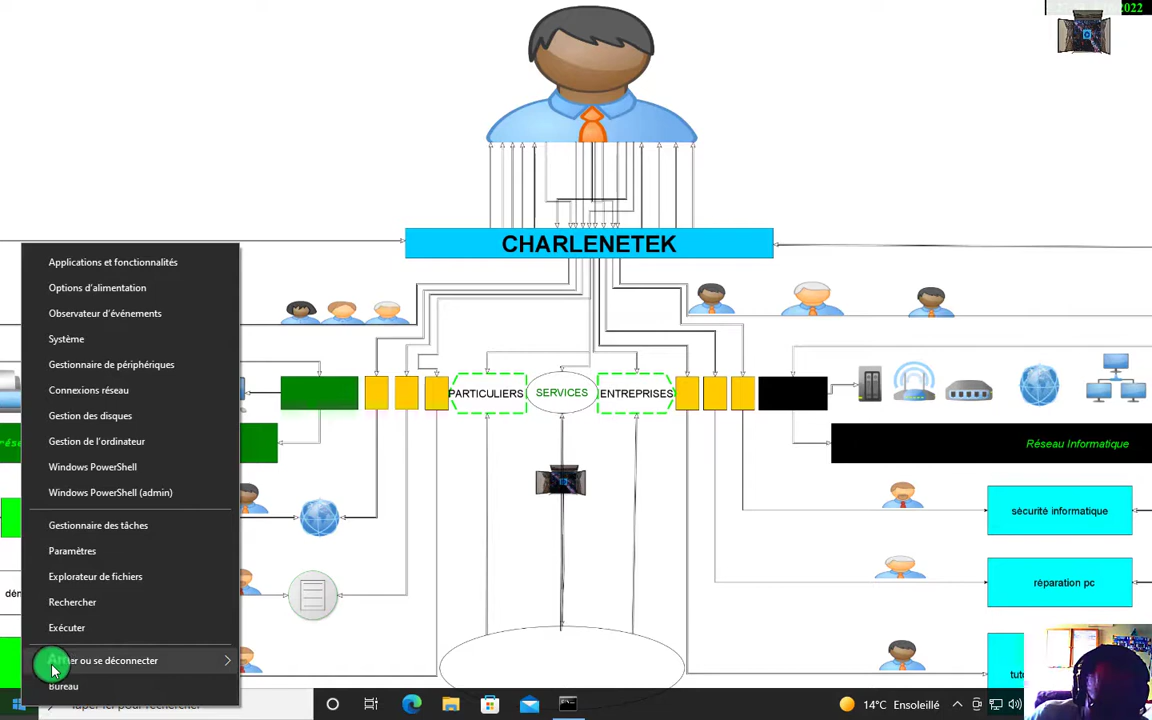 2022
CHARLENETEK
Applications et fonctionnalités
Options d'alimentation
Observateur d'événements
Système
Gestionnaire de périphériques
Connexions réseau
Gestion des disques
Gestion de l'ordinateur
Windows PowerShell
Windows PowerShell (admin)
Gestionnaire des tâches
Paramètres
Explorateur de fichiers
Rechercher
Exécuter
ou se déconnecter
Bureau
PARTICULIERS
SERVICES
ENTREPRISES
Réseau Informatique
sécurité informatique
réparation pc
14°C Ensoleillé